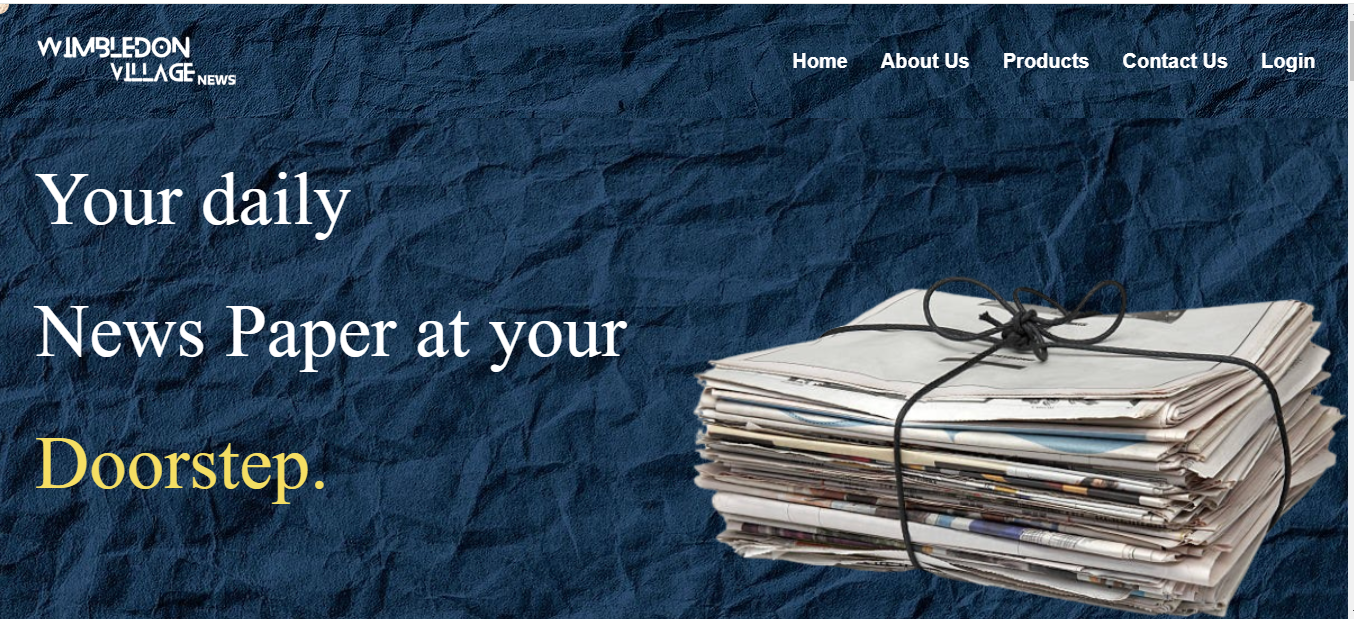 WIMBLEDON
VILLAGE NEWS
Home About Us Products Contact Us Login
Your daily
News Paper at your
Doorstep.